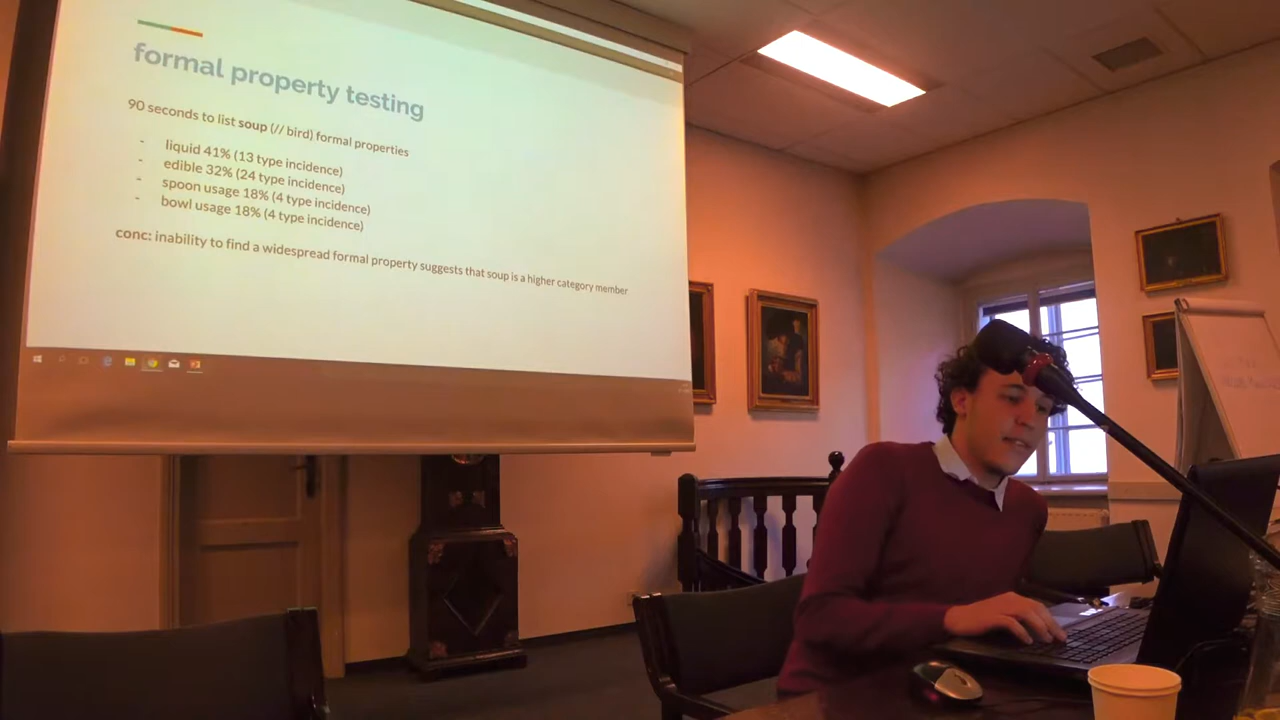 formal property testing
90 seconds to list soup (// bird) formal properties
- liquid 41% (13 type incidence)
- edible 32% (24 type incidence)
- spoon usage 18% (4 type incidence)
- bowl usage 18% (4 type incidence)
conc: inability to find a widespread formal property suggests that soup is a higher category member